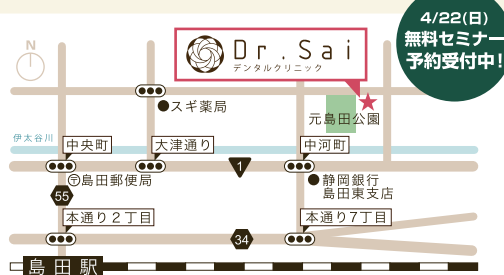 4/22(日)
無料セミナー
予約受付中!
N
Dr.Sai
デンタルクリニック
スギ薬局
元島田公園
伊太谷川
中央町
大津通り
中河町
〒島田郵便局
1
静岡銀行
島田東支店
55
本通り2丁目
本通り7丁目
34
島田駅